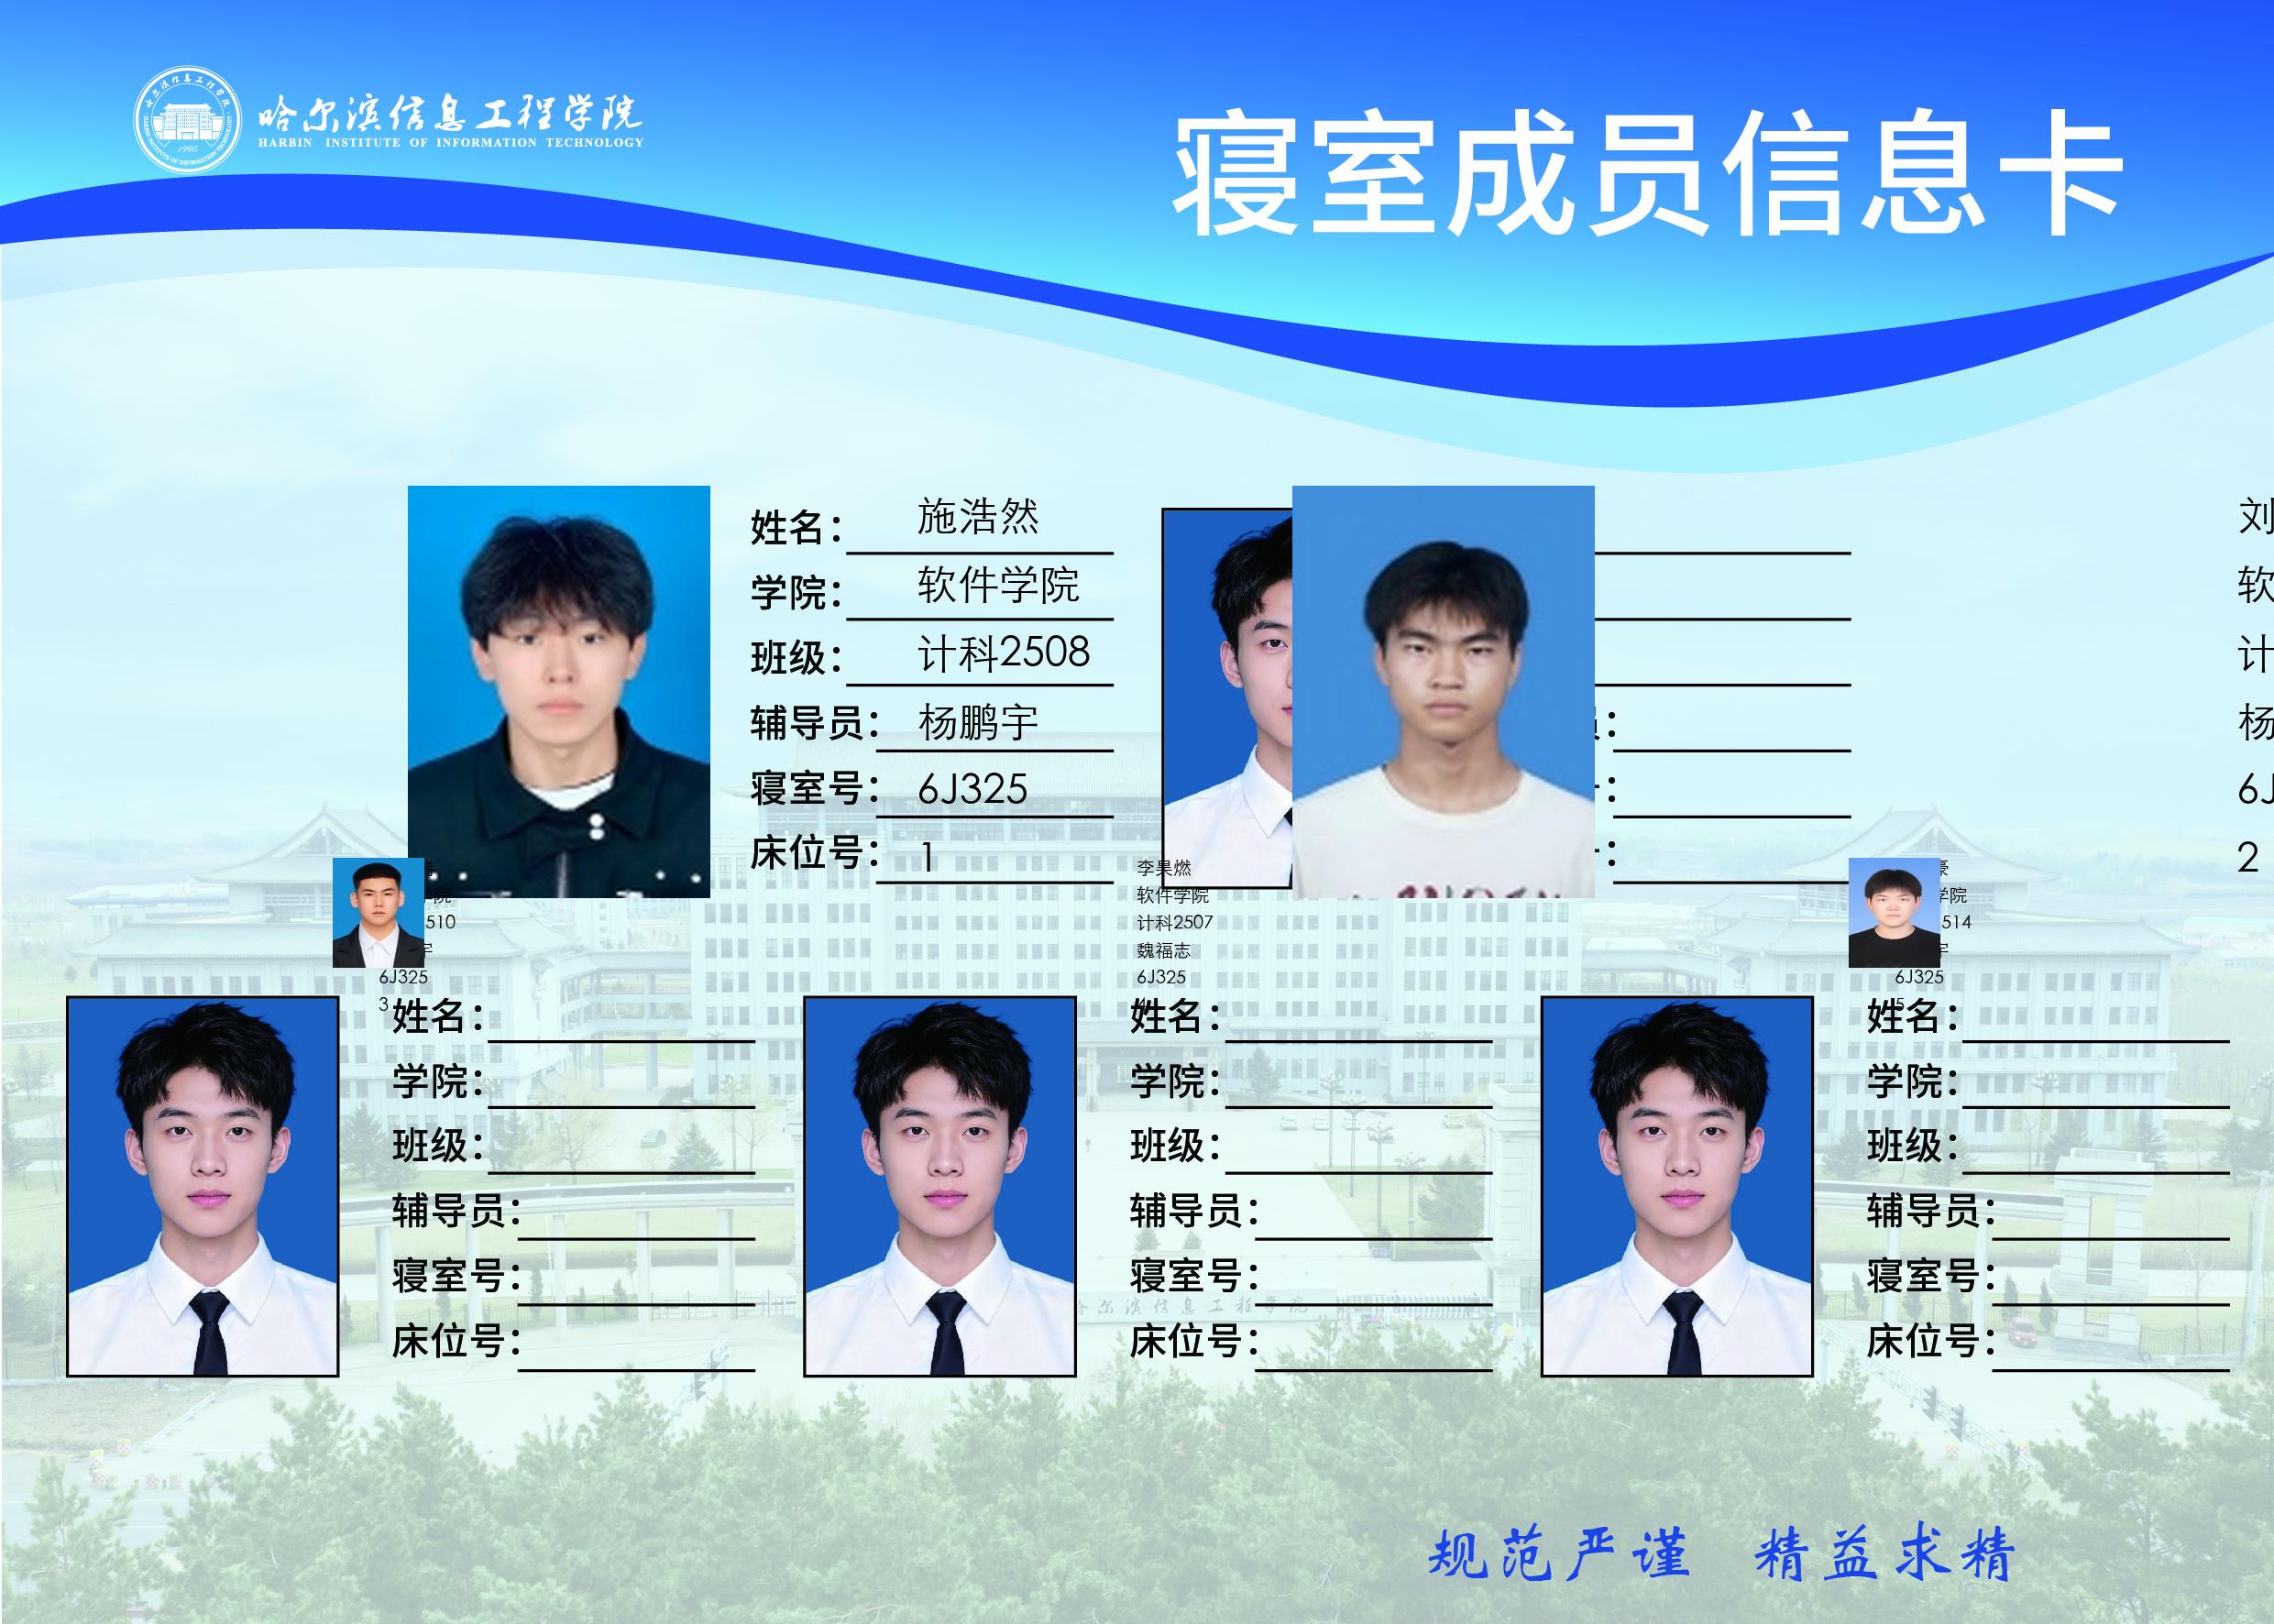 哈尔滨信息工程学院
HARBIN INSTITUTE OF INFORMATION TECHNOLOGY
1995
寝室成员信息卡
姓名： 施浩然
学院： 软件学院
班级： 计科2508
辅导员： 杨鹏宇
寝室号： 6J325
床位号： 1
刘
软
计
杨
6J
2
院
510
6J325
3
李昊燃
软件学院
计科2507
魏福志
6J325
豪
学院
514
6J325
姓名：
学院：
班级：
辅导员：
寝室号：
床位号：
姓名：
学院：
班级：
辅导员：
寝室号：
床位号：
姓名：
学院：
班级：
辅导员：
寝室号：
床位号：
规范严谨 精益求精